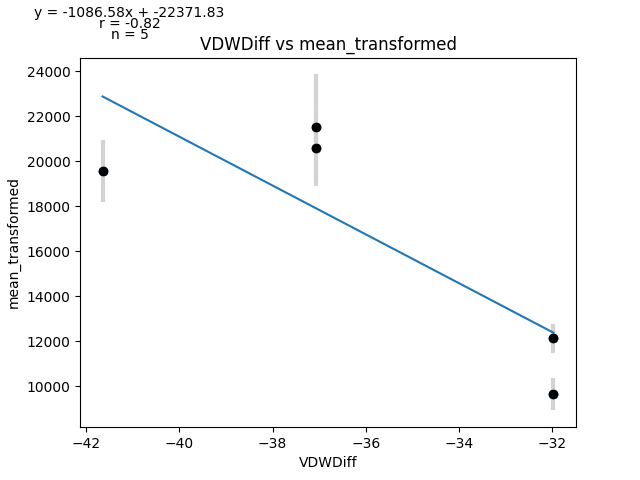 y = -1086.58x + -22371.83
r = -0.82
n = 5
VDWDiff vs mean_transformed
24000
22000
20000
18000
16000
14000
12000
10000
mean_transformed
−42 −40 −38 −36 −34 −32
VDWDiff